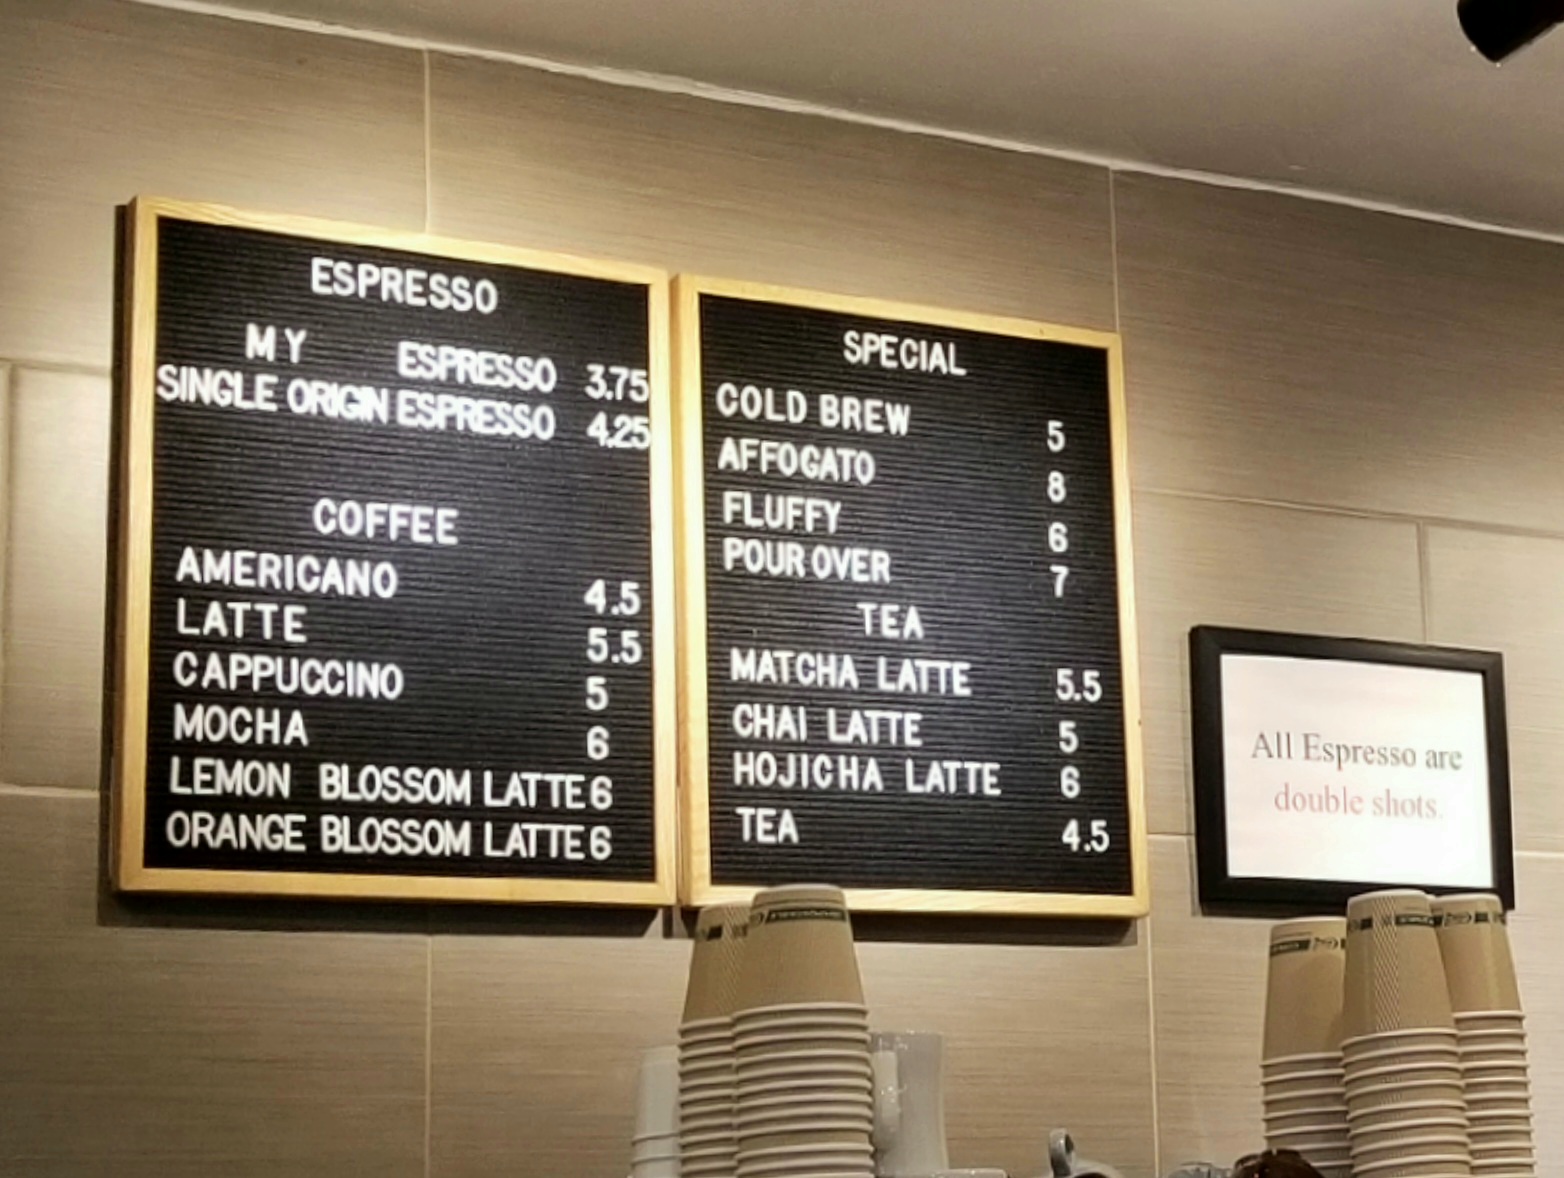 ESPRESSO
MY ESPRESSO 3.75
SINGLE ORIGIN ESPRESSO 4.25
COFFEE
AMERICANO 4.5
LATTE 5.5
CAPPUCCINO 5
MOCHA 6
LEMON BLOSSOM LATTE 6
ORANGE BLOSSOM LATTE 6
SPECIAL
COLD BREW 5
AFFOGATO 8
FLUFFY 6
POUR OVER 7
TEA
MATCHA LATTE 5.5
CHAI LATTE 5
HOJICHA LATTE 6
TEA 4.5
All Espresso are
double shots.